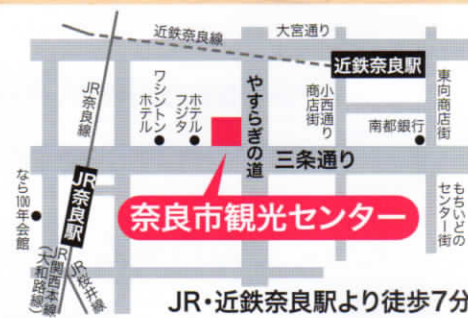 近鉄奈良線
大宮通り
近鉄奈良駅
JR奈良線
ワシントン
ホテル
ホテル
フジタ
やすらぎの道
小西通り
商店街
東向商店街
南都銀行
三条通り
なら100年会館
JR奈良駅
奈良市観光センター
もちいどの
センター街
JR関西本線
(大和路線)
JR桜井線
JR・近鉄奈良駅より徒歩7分